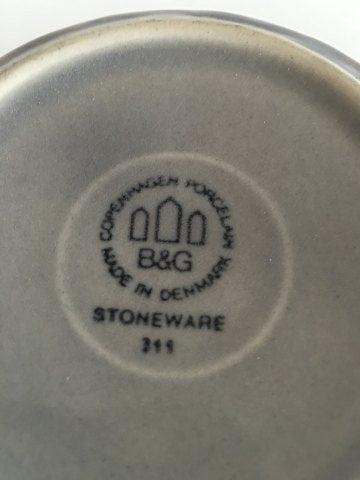 COPENHAGEN PORCELAIN
B&G
MADE IN DENMARK
STONEWARE
311